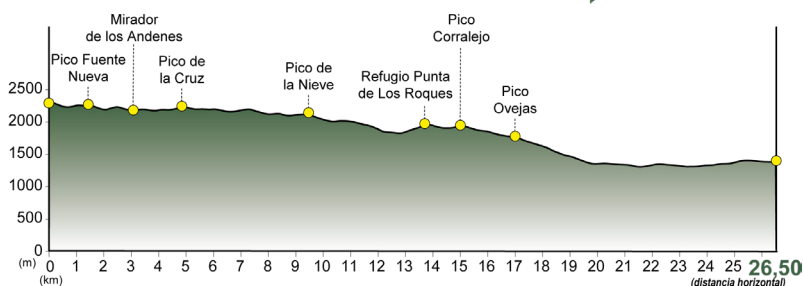 Mirador
de los Andenes
Pico
Corralejo
Pico Fuente
Nueva
Pico de
la Cruz
Pico de
la Nieve
Refugio Punta
de Los Roques
Pico
Ovejas
2500
2000
1500
1000
500
0
(m)
0 1 2 3 4 5 6 7 8 9 10 11 12 13 14 15 16 17 18 19 20 21 22 23 24 25 26,50
(km)
(distancia horizontal)